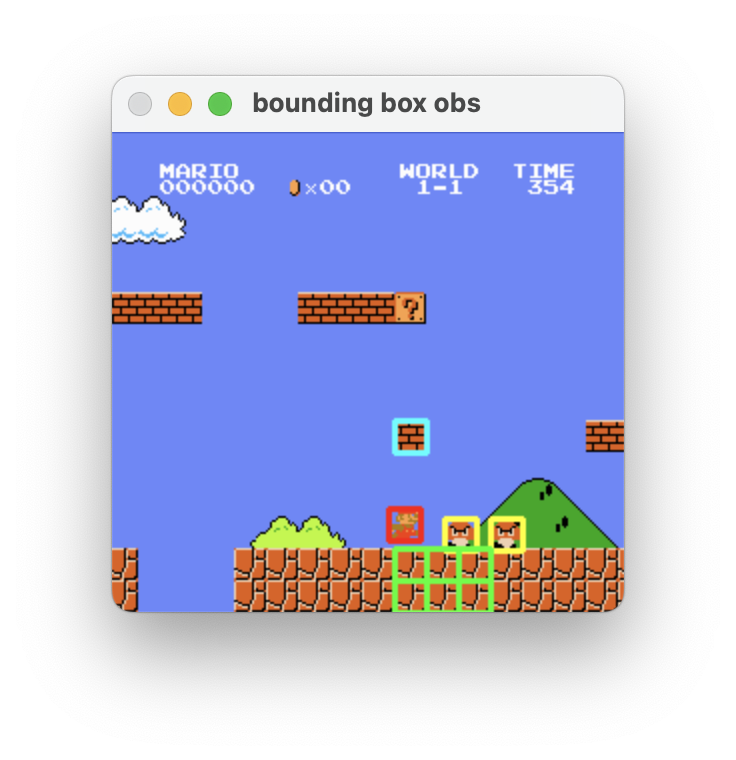 bounding box obs
MARIO WORLD TIME
000000 ×00 1-1 354
?